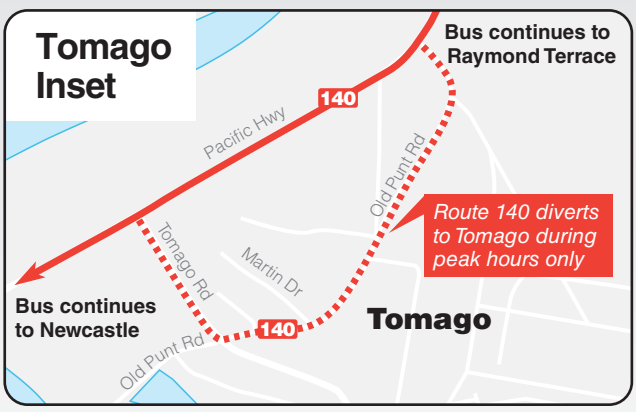 Tomago
Inset
Bus continues to
Raymond Terrace
140
Pacific Hwy
Old Punt Rd
Route 140 diverts
to Tomago during
peak hours only
Tomago Rd
Martin Dr
Bus continues
to Newcastle
140
Tomago
Old Punt Rd